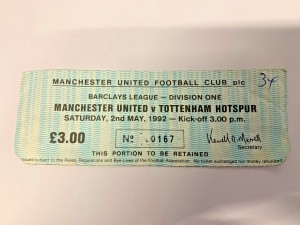 MANCHESTER UNITED FOOTBALL CLUB plc
34
BARCLAYS LEAGUE — DIVISION ONE
MANCHESTER UNITED v TOTTENHAM HOTSPUR
SATURDAY, 2nd MAY, 1992 — Kick-off 3.00 p.m.
£3.00 No 0167
Secretary
THIS PORTION TO BE RETAINED
Issued subject to the Rules, Regulations and Bye-Laws of the Football Association. No ticket exchanged nor money refunded